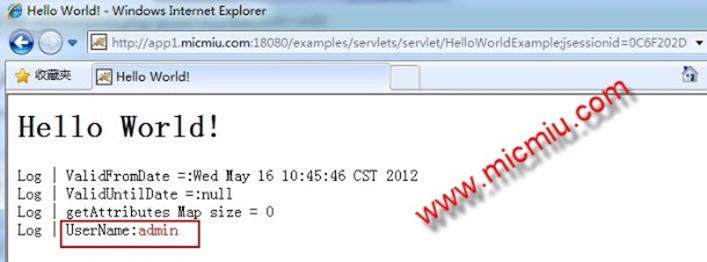 Hello World! - Windows Internet Explorer
http://app1.micmiu.com:18080/examples/servlets/servlet/HelloWorldExample;jsessionid=0C6F202D
收藏夹 Hello World!
Hello World!
www.micmiu.com
Log | ValidFromDate =:Wed May 16 10:45:46 CST 2012
Log | ValidUntilDate =:null
Log | getAttributes Map size = 0
Log | UserName:admin